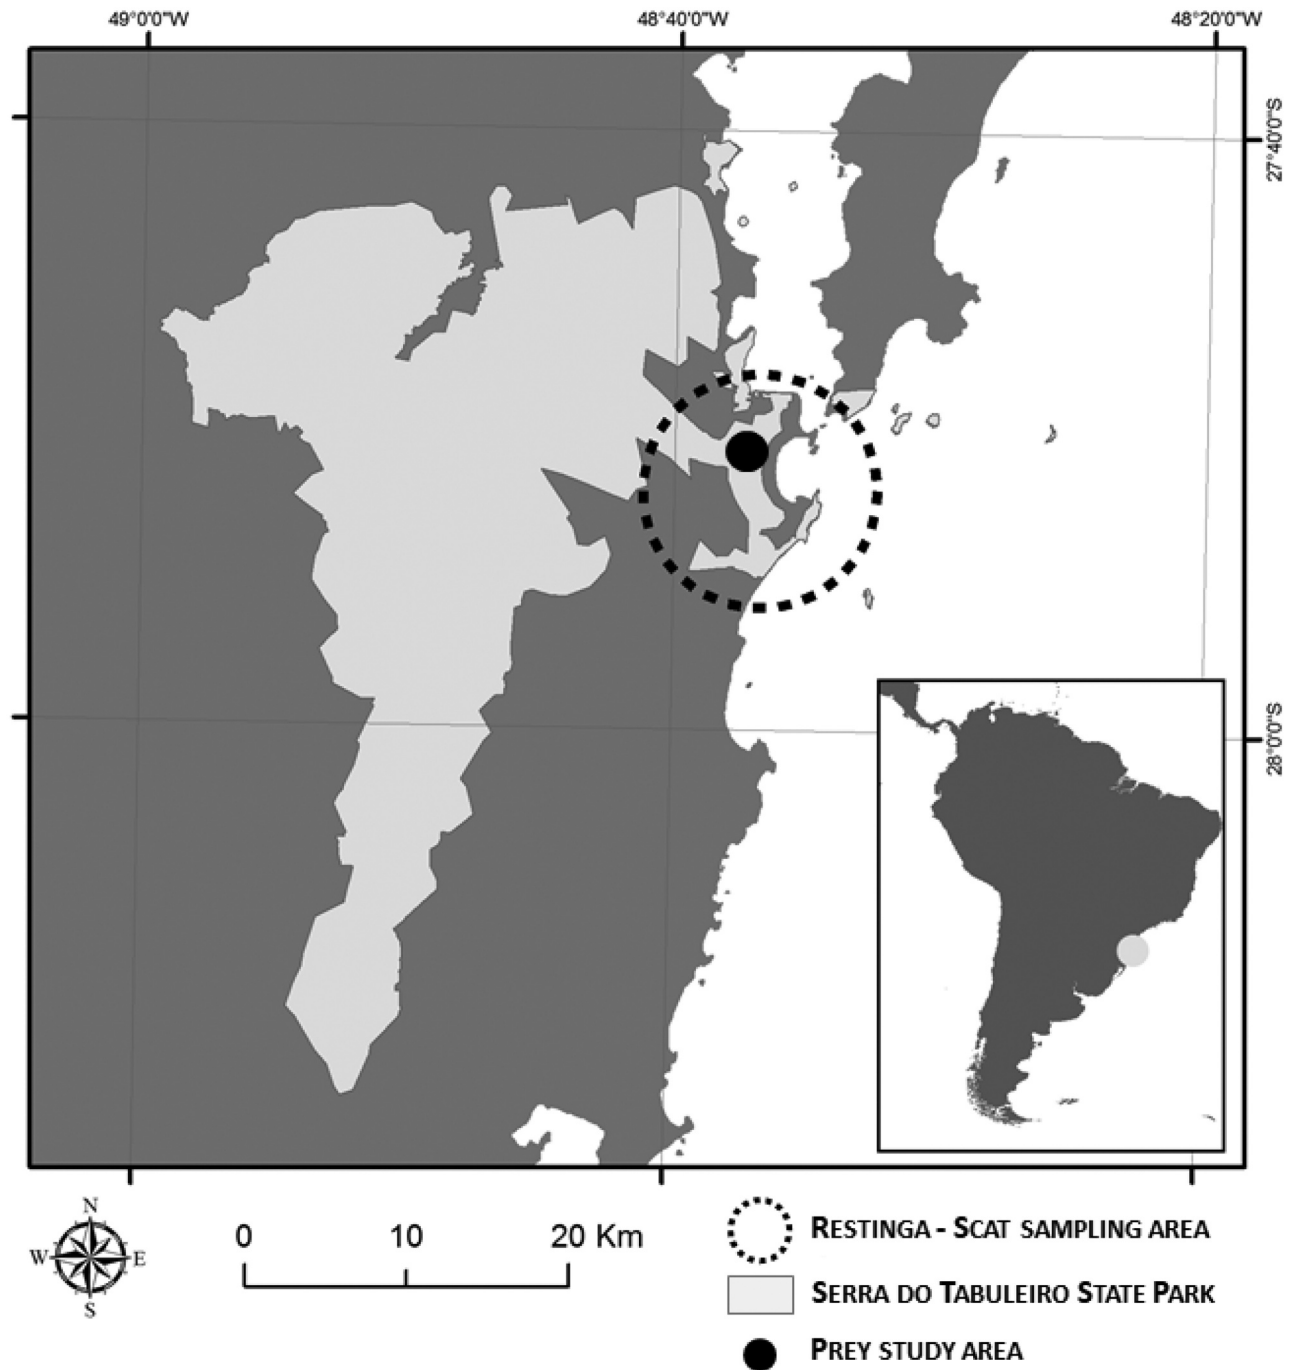 49°0'0"W 48°40'0"W 48°20'0"W
27°40'0"S
28°0'0"S
N
W E
S
0 10 20 Km
RESTINGA - SCAT SAMPLING AREA
SERRA DO TABULEIRO STATE PARK
PREY STUDY AREA